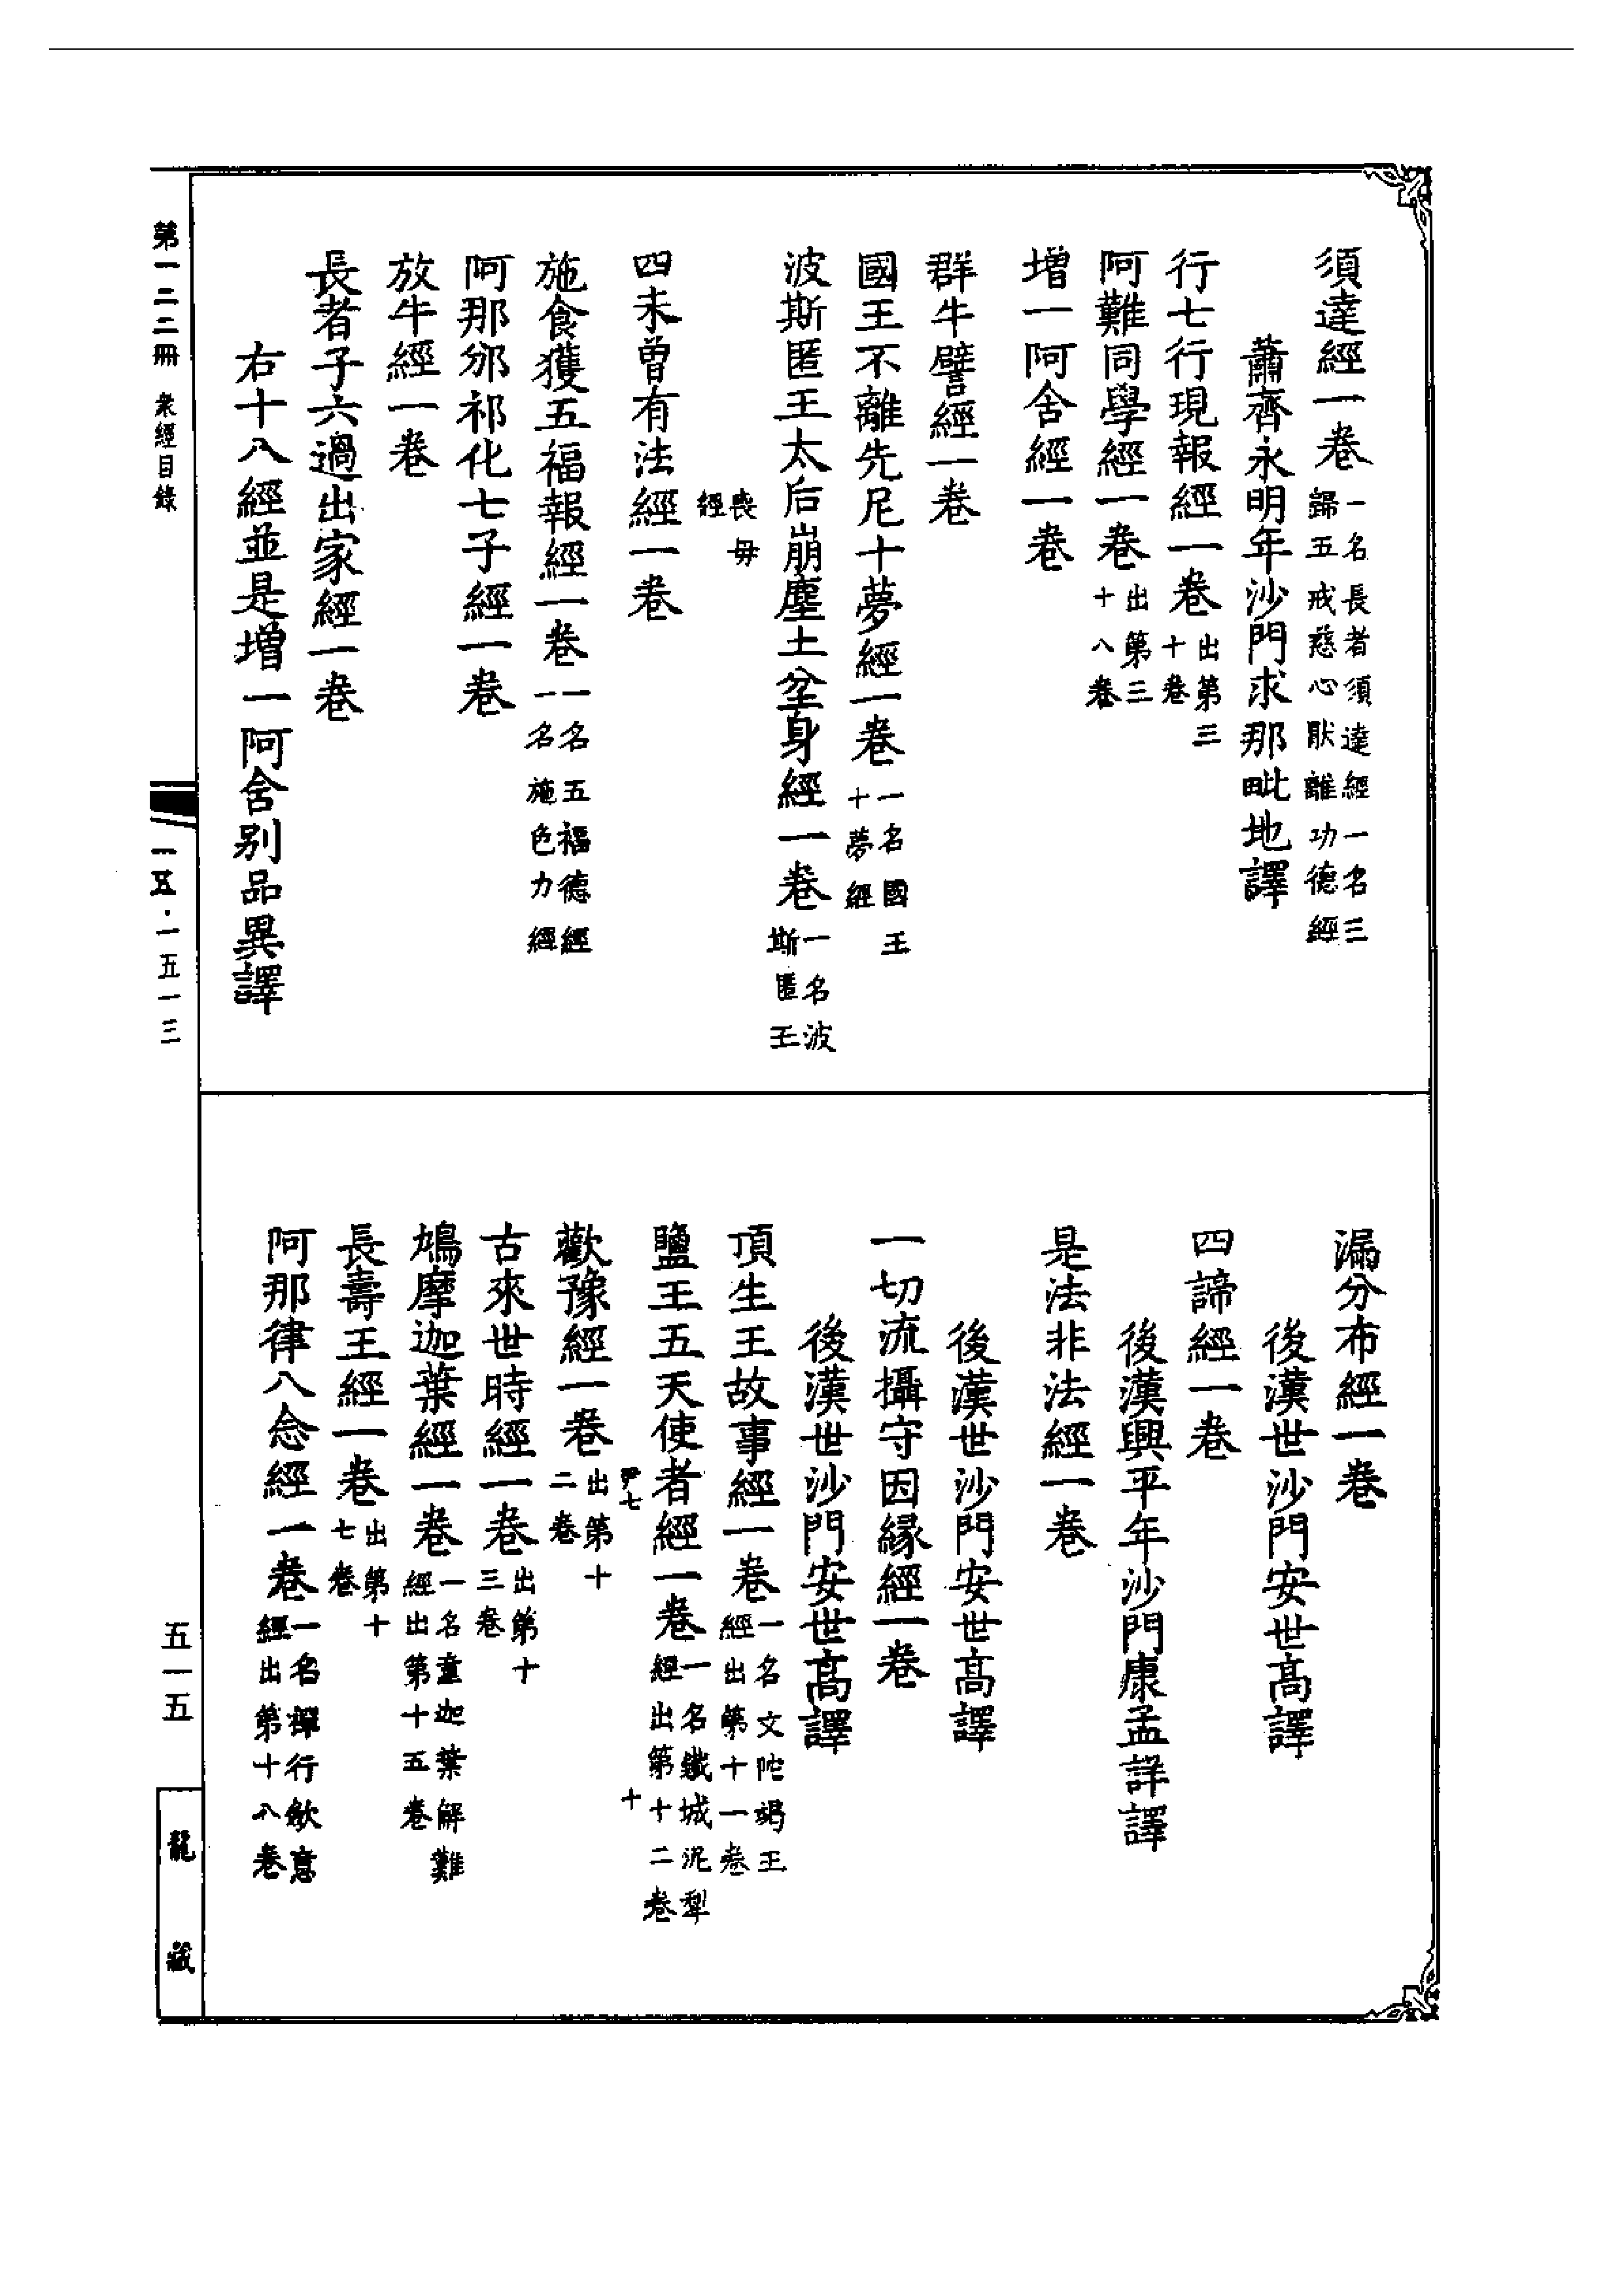 須達經一卷一名長者須達經一名三歸五戒慈心猒離功德經
蕭齊永明年沙門求那毗地譯
行七行現報經一卷出第三十卷
阿難同學經一卷出第三十八卷
增一阿含經一卷
群牛譬經一卷
國王不離先尼十夢經一卷一名國王十夢經
波斯匿王太后崩塵土坌身經一卷一名波斯匿王
喪母經
四未曾有法經一卷
施食獲五福報經一卷一名五福德經一名施色力經
阿那邠祁化七子經一卷
放牛經一卷
長者子六過出家經一卷
右十八經並是增一阿含別品異譯
漏分布經一卷
後漢世沙門安世高譯
四諦經一卷
後漢興平年沙門康孟詳譯
是法非法經一卷
後漢世沙門安世高譯
一切流攝守因緣經一卷
後漢世沙門安世高譯
頂生王故事經一卷一名文陀竭王經出第十一卷
鹽王五天使者經一卷一名鐵城泥犁經出第十二卷
七
十
歡豫經一卷出第十二卷
古來世時經一卷出第十三卷
鳩摩迦葉經一卷一名童迦葉解難經出第十五卷
長壽王經一卷出第十七卷
阿那律八念經一卷一名禪行斂意經出第十八卷
第一二二冊 衆經目錄
一五·一五一三
五一五
龍藏